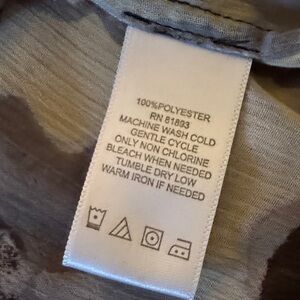 100%POLYESTER
RN 81893
MACHINE WASH COLD
GENTLE CYCLE
ONLY NON CHLORINE
BLEACH WHEN NEEDED
TUMBLE DRY LOW
WARM IRON IF NEEDED